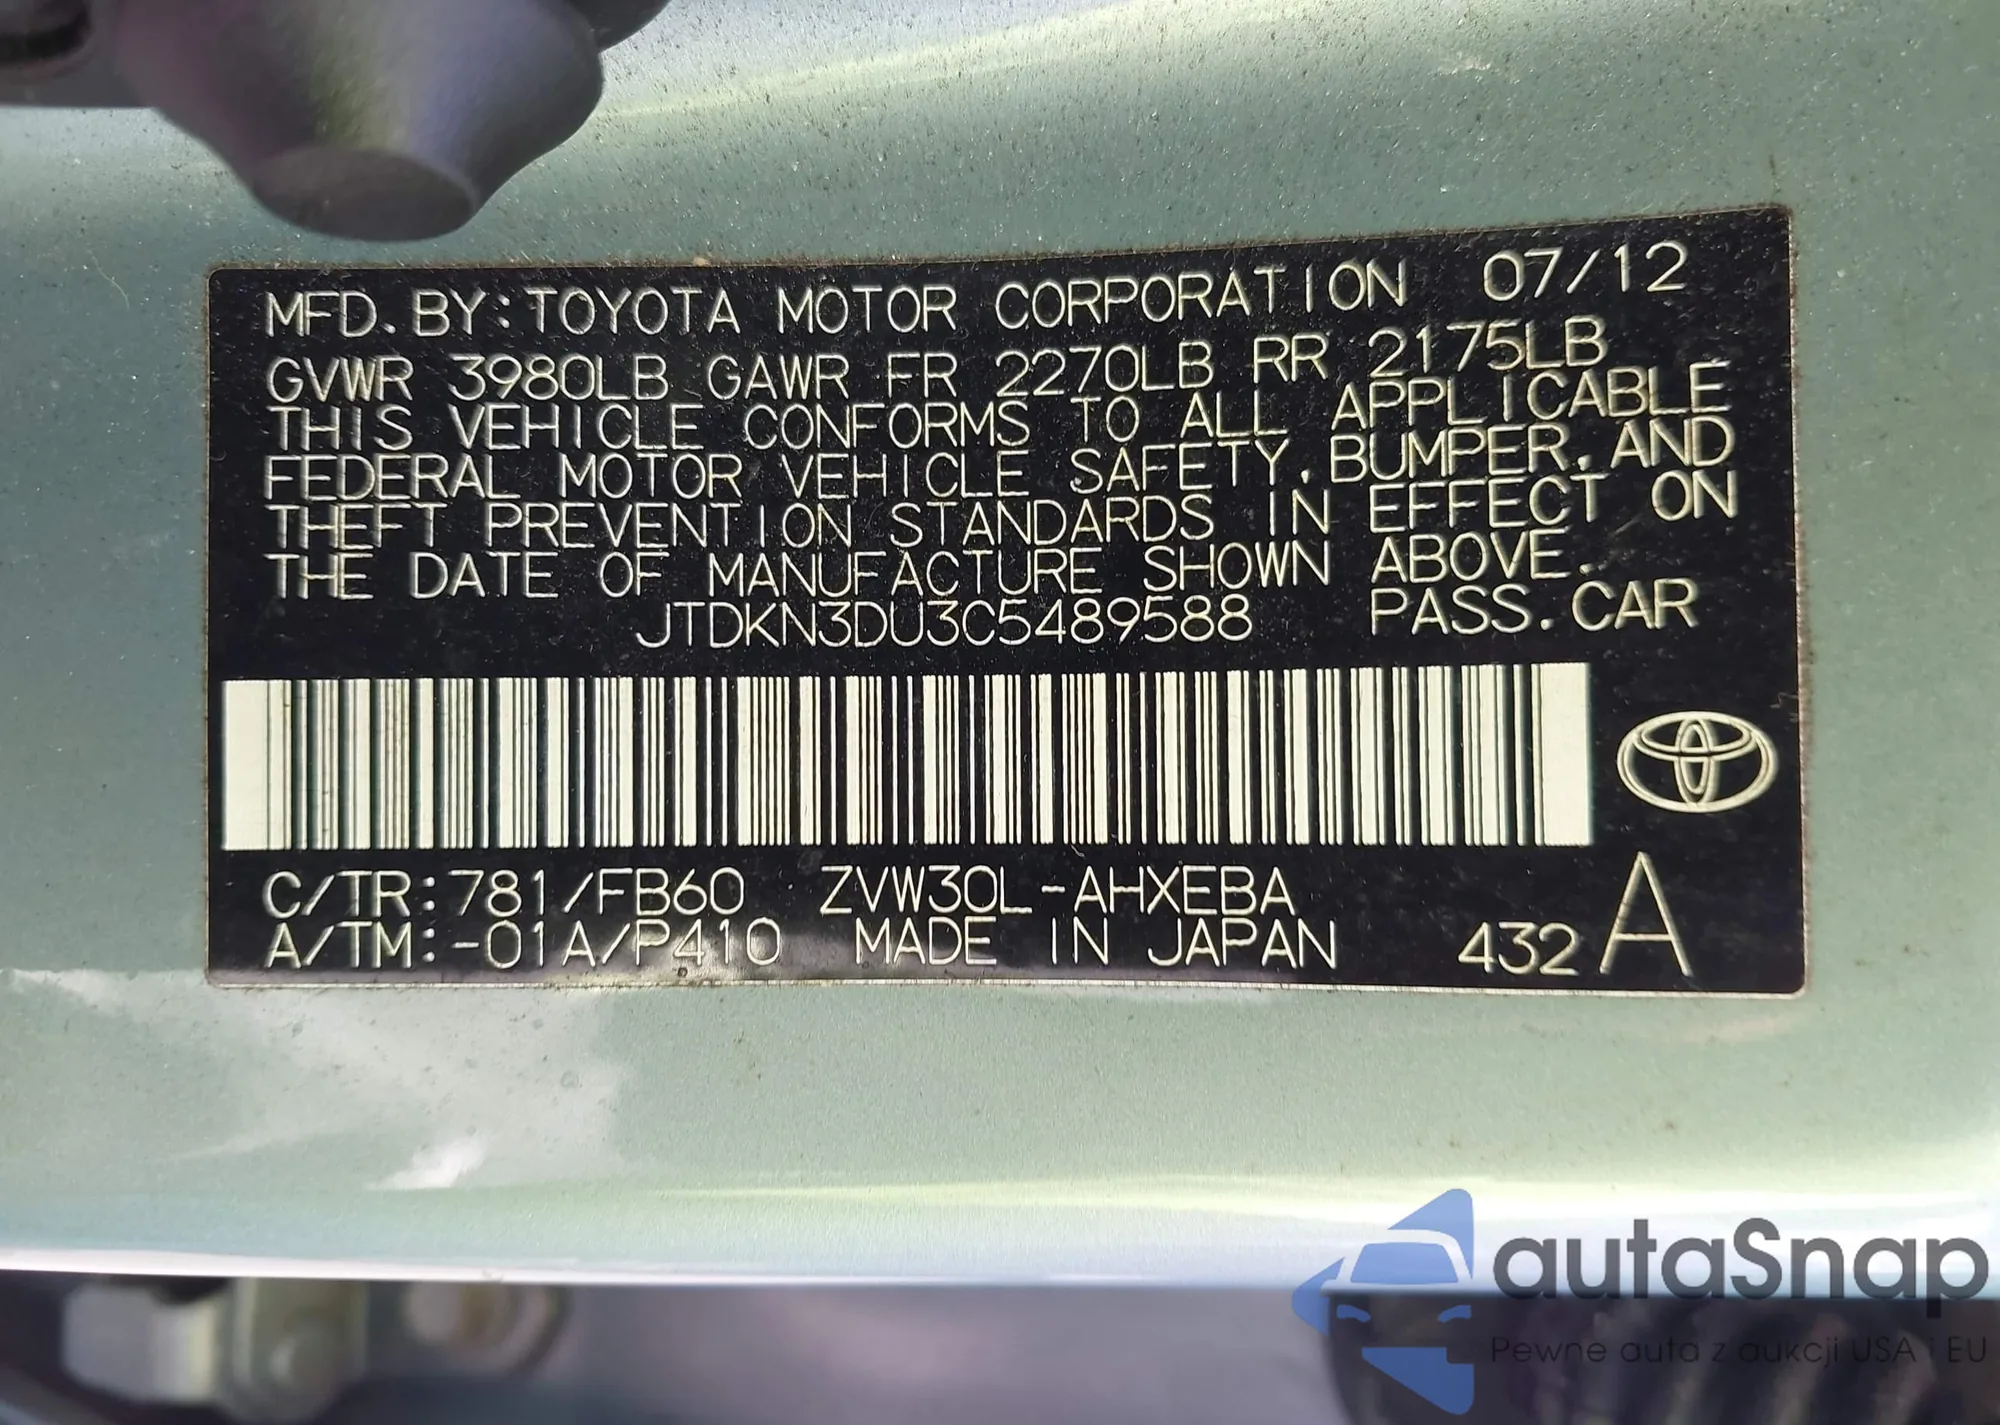 MFD. BY: TOYOTA MOTOR CORPORATION 07/12
GVWR 3980LB GAWR FR 2270LB RR 2175LB
THIS VEHICLE CONFORMS TO ALL APPLICABLE
FEDERAL MOTOR VEHICLE SAFETY, BUMPER, AND
THEFT PREVENTION STANDARDS IN EFFECT ON
THE DATE OF MANUFACTURE SHOWN ABOVE.
JTDKN3DU3C5489588 PASS. CAR
C/TR: 781/FB60 ZVW30L-AHXEBA
A/TM: -01A/P410 MADE IN JAPAN 432 A
autaSnap
Pewne auta z aukcji USA i EU